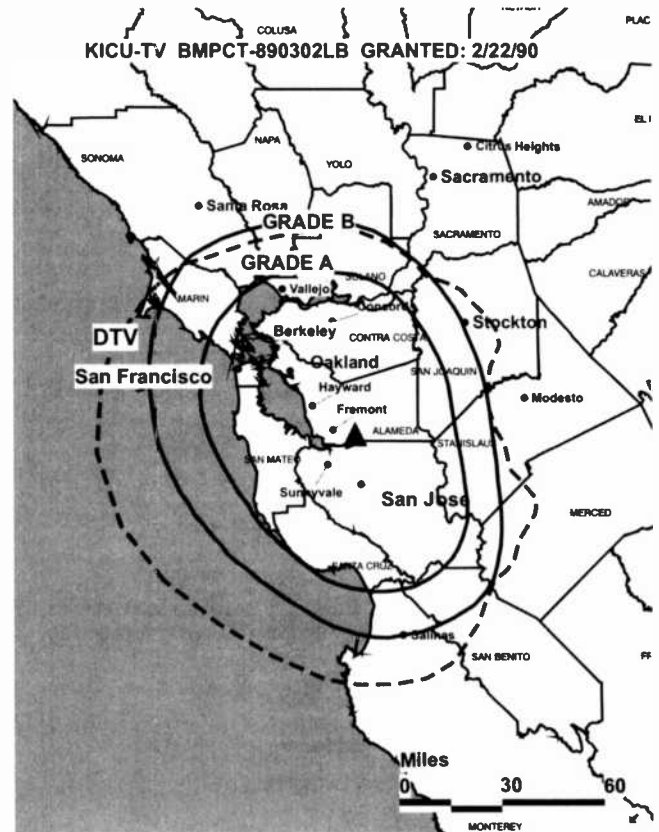 COLUSA
PLAC
KICU-TV BMPCT-890302LB GRANTED: 2/22/90
EL
NAPA
SONOMA
YOLO
Citrus Heights
Sacramento
Santa Rosa
AMADOR
GRADE B
SACRAMENTO
GRADE A
SOLANO
CALAVERAS
Vallejo
MARIN
Concord
Berkeley
CONTRA COSTA
Stockton
DTV
Oakland
San Francisco
SAN JOAQUIN
Hayward
Modesto
Fremont
ALAMEDA
STANISLAUS
SAN MATEO
Sunnyvale
San Jose
MERCED
SANTA CRUZ
Salinas
SAN BENITO
FF
Miles
0 30 60
MONTEREY